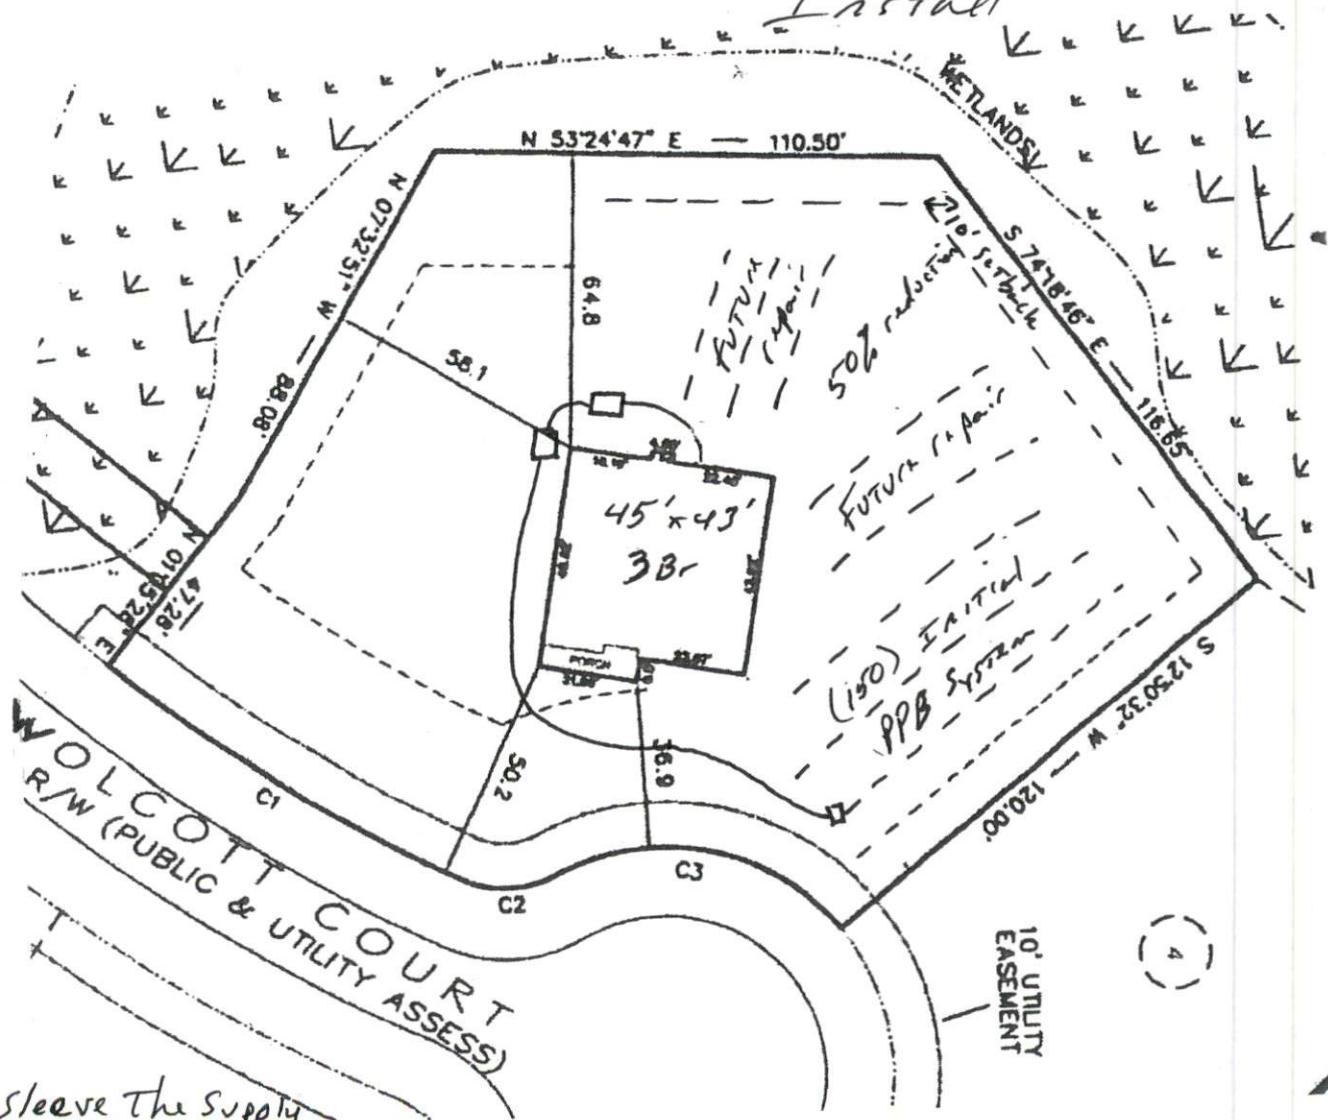 Install
WETLANDS
N 53°24'47" E — 110.50'
N 07°32'51" W — 88.08'
S 74°18'46" E — 116.65'
10' setback
64.8
Future
repair
50% reduction
58.1
Future repair
45' x 43'
3Br
(150) Initial
PPB System
N 01°05'28" E
47.28'
PORCH
50.2
36.9
S 12°50'32" W — 120.00'
C1
C2
C3
WOLCOTT COURT
R/W (PUBLIC & UTILITY ASSESS)
10' UTILITY
EASEMENT
4
sleeve The Supply